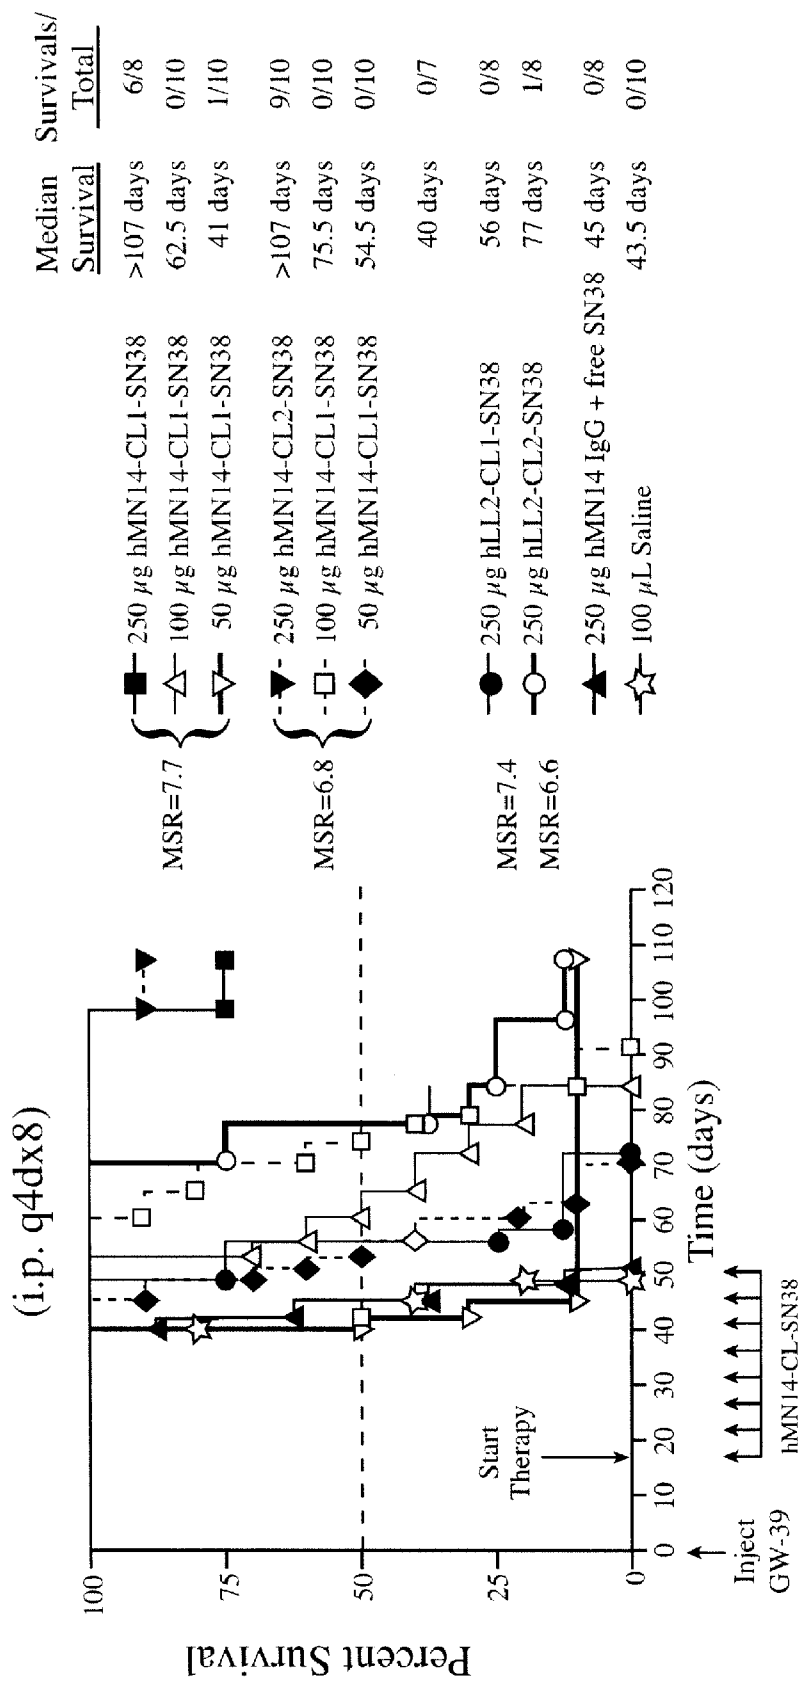 (i.p. q4dx8)
Percent Survival
100
75
50
25
0
0 10 20 30 40 50 60 70 80 90 100 110 120
Time (days)
Start
Therapy
Inject
GW-39
hMN14-CL-SN38
Median Survivals/
Survival Total
MSR=7.7
250 µg hMN14-CL1-SN38 >107 days 6/8
100 µg hMN14-CL1-SN38 62.5 days 0/10
50 µg hMN14-CL1-SN38 41 days 1/10
MSR=6.8
250 µg hMN14-CL2-SN38 >107 days 9/10
100 µg hMN14-CL1-SN38 75.5 days 0/10
50 µg hMN14-CL1-SN38 54.5 days 0/10
40 days 0/7
MSR=7.4 250 µg hLL2-CL1-SN38 56 days 0/8
MSR=6.6 250 µg hLL2-CL2-SN38 77 days 1/8
250 µg hMN14 IgG + free SN38 45 days 0/8
100 µL Saline 43.5 days 0/10